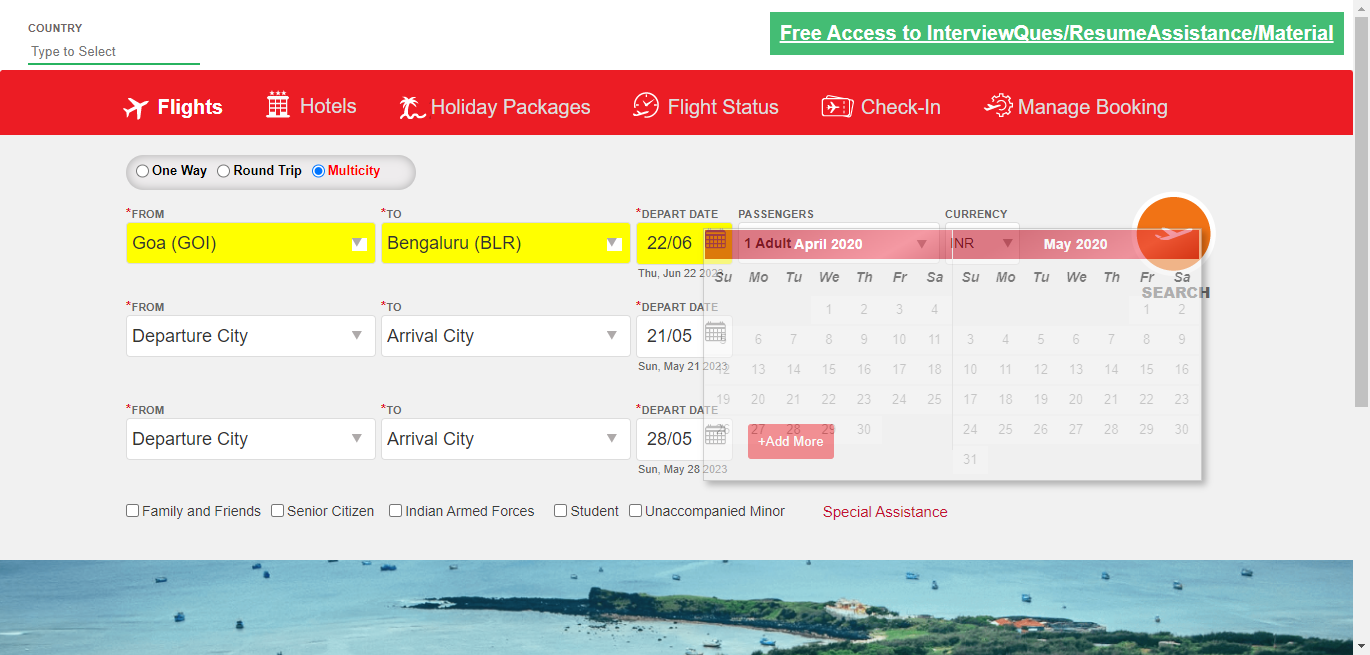 COUNTRY
Type to Select
Free Access to InterviewQues/ResumeAssistance/Material
Flights Hotels Holiday Packages Flight Status Check-In Manage Booking
One Way Round Trip Multicity
*FROM *TO *DEPART DATE PASSENGERS CURRENCY
Goa (GOI) Bengaluru (BLR) 22/06 1 Adult April 2020 INR May 2020
Thu, Jun 22 2023
Su Mo Tu We Th Fr Sa Su Mo Tu We Th Fr Sa
SEARCH
*FROM *TO *DEPART DATE
1 2 3 4 1 2
Departure City Arrival City 21/05
5 6 7 8 9 10 11 3 4 5 6 7 8 9
Sun, May 21 2023
12 13 14 15 16 17 18 10 11 12 13 14 15 16
19 20 21 22 23 24 25 17 18 19 20 21 22 23
*FROM *TO *DEPART DATE
26 27 28 29 30 24 25 26 27 28 29 30
Departure City Arrival City 28/05 +Add More
31
Sun, May 28 2023
Family and Friends Senior Citizen Indian Armed Forces Student Unaccompanied Minor Special Assistance